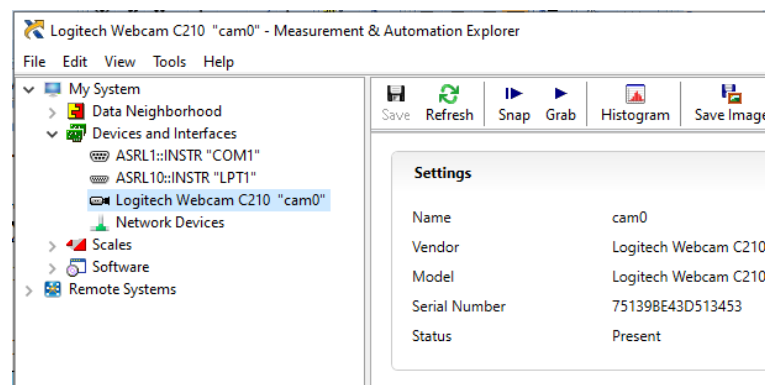 Logitech Webcam C210 "cam0" - Measurement & Automation Explorer
File Edit View Tools Help
My System
Data Neighborhood
Devices and Interfaces
ASRL1::INSTR "COM1"
ASRL10::INSTR "LPT1"
Logitech Webcam C210 "cam0"
Network Devices
Scales
Software
Remote Systems
Save Refresh Snap Grab Histogram Save Image
Settings
Name cam0
Vendor Logitech Webcam C210
Model Logitech Webcam C210
Serial Number 75139BE43D513453
Status Present